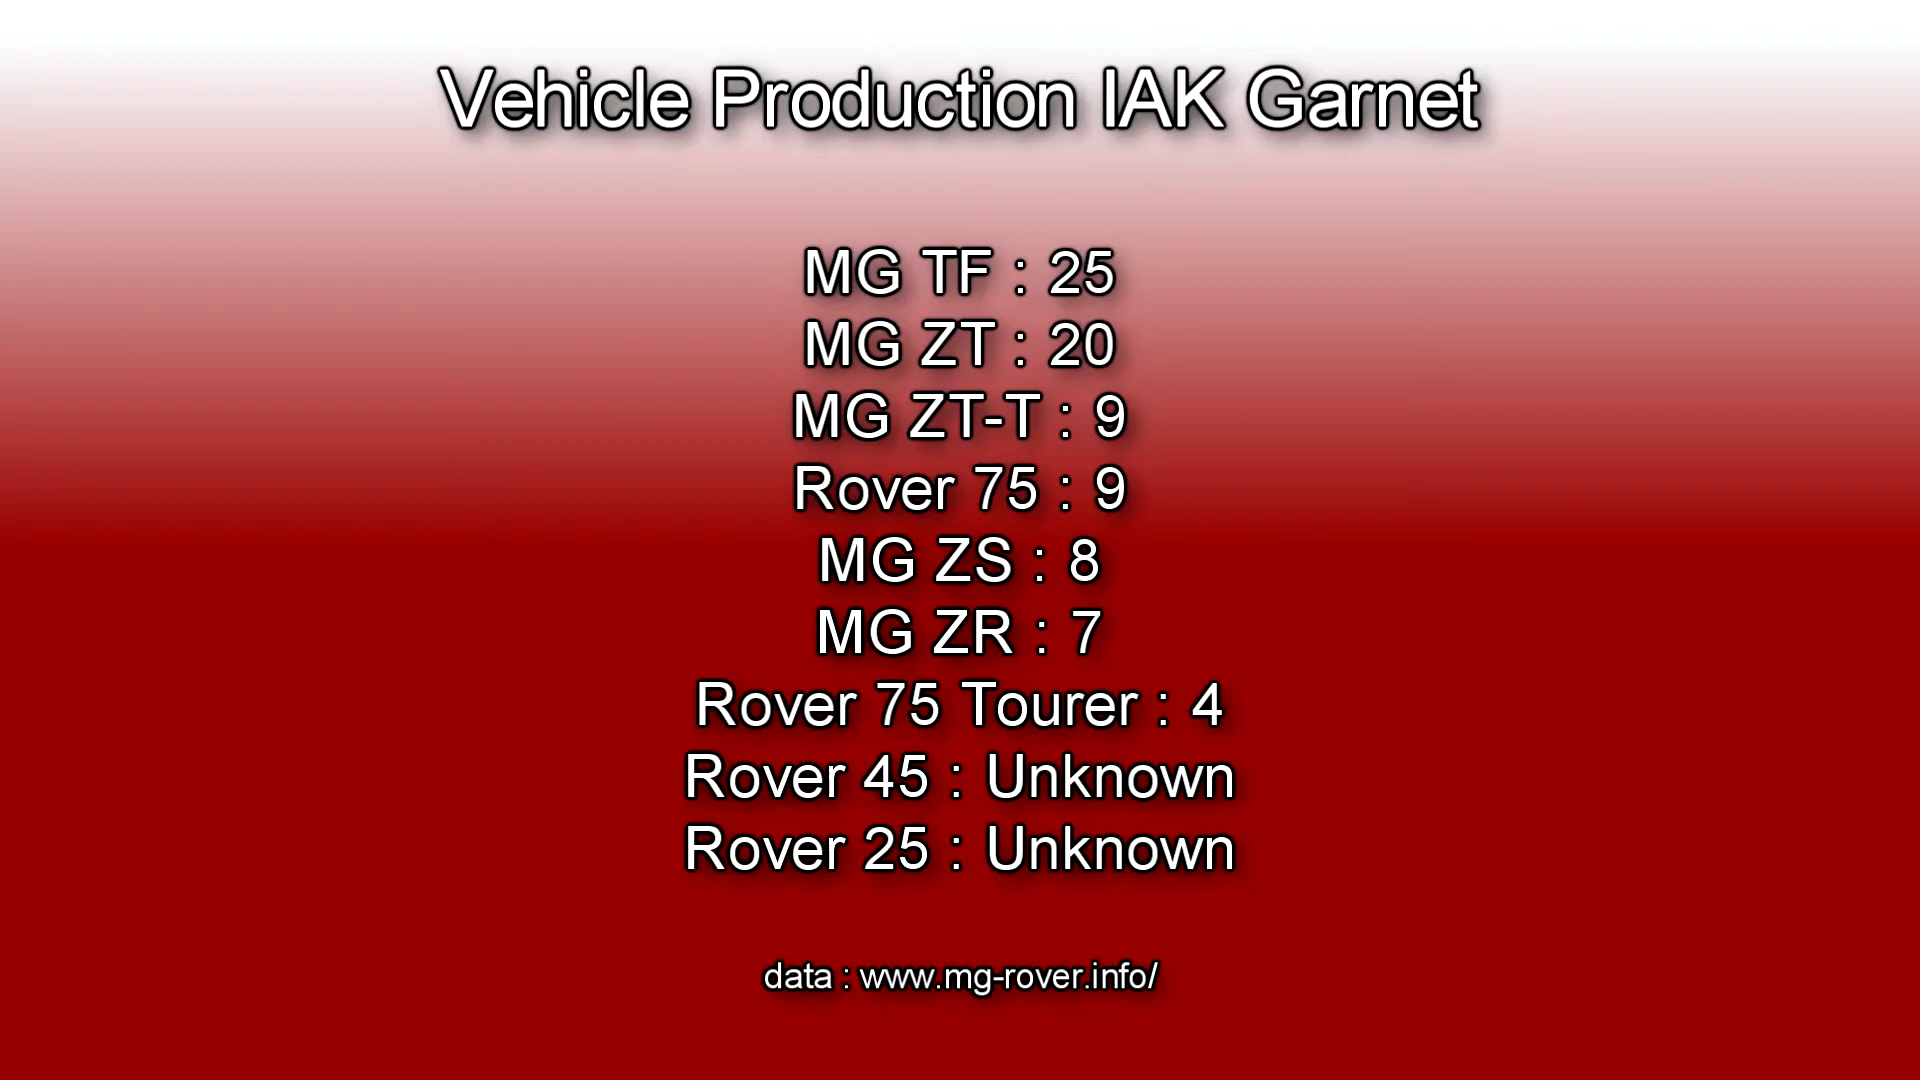 Vehicle Production IAK Garnet
MG TF : 25
MG ZT : 20
MG ZT-T : 9
Rover 75 : 9
MG ZS : 8
MG ZR : 7
Rover 75 Tourer : 4
Rover 45 : Unknown
Rover 25 : Unknown
data : www.mg-rover.info/